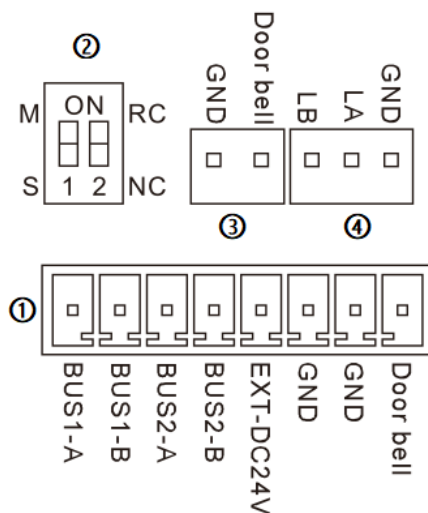 ②
M ON RC
S 1 2 NC
GND
Door bell
LB
LA
GND
③ ④
①
BUS1-A
BUS1-B
BUS2-A
BUS2-B
EXT-DC24V
GND
GND
Door bell